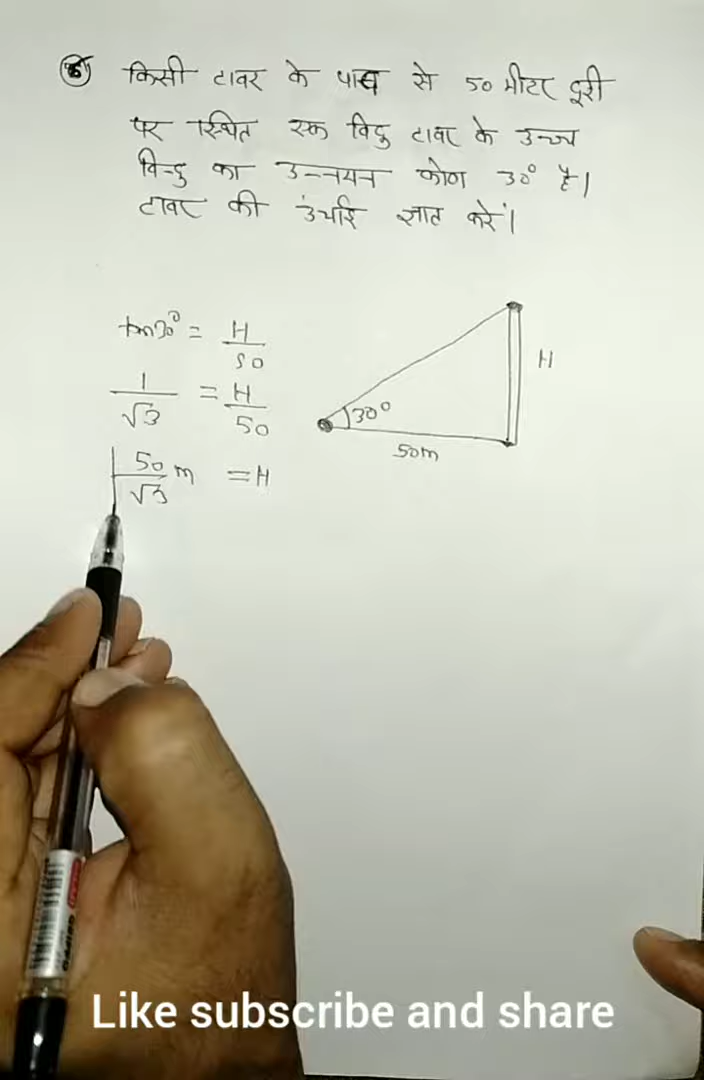 6 किसी टावर के पाद से 50 मीटर दूरी
पर स्थित एक बिंदु टावर के उच्च
बिन्दु का उन्नयन कोण 30° है।
टावर की उंचाई ज्ञात करें।
tan30° = H/50
1/√3 = H/50
50/√3 m = H
30°
50m
H
Like subscribe and share